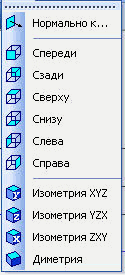 Нормально к...
Спереди
Сзади
Сверху
Снизу
Слева
Справа
Изометрия XYZ
Изометрия YZX
Изометрия ZXY
Диметрия